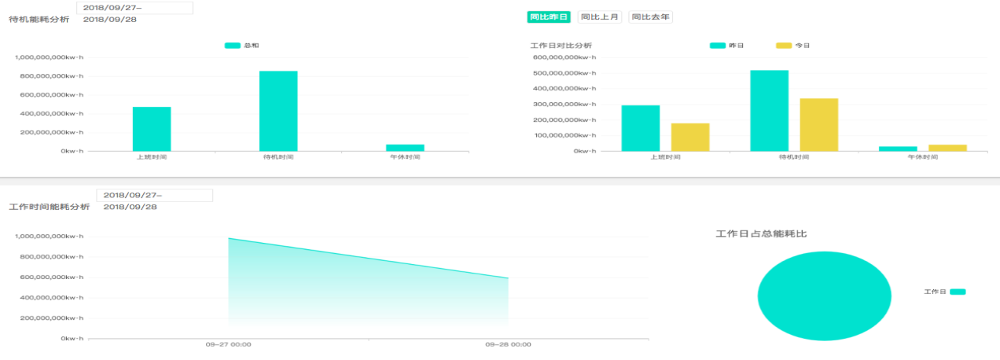 2018/09/27–
待机能耗分析 2018/09/28
同比昨日 同比上月 同比去年
总和
1,000,000,000kw·h
800,000,000kw·h
600,000,000kw·h
400,000,000kw·h
200,000,000kw·h
0kw·h
上班时间 待机时间 午休时间
工作日对比分析 昨日 今日
600,000,000kw·h
500,000,000kw·h
400,000,000kw·h
300,000,000kw·h
200,000,000kw·h
100,000,000kw·h
0kw·h
上班时间 待机时间 午休时间
2018/09/27–
工作时间能耗分析 2018/09/28
1,000,000,000kw·h
800,000,000kw·h
600,000,000kw·h
400,000,000kw·h
200,000,000kw·h
0kw·h
09–27 00:00 09–28 00:00
工作日占总能耗比
工作日